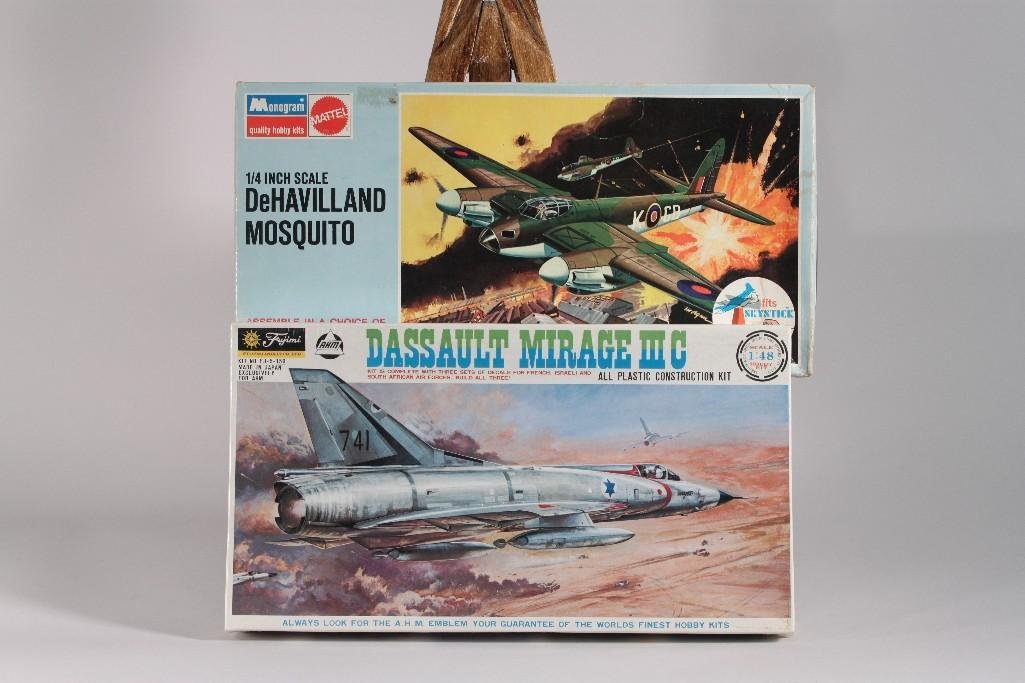 Monogram
quality hobby kits
MATTEL
1/4 INCH SCALE
DeHAVILLAND
MOSQUITO
ASSEMBLE IN A CHOICE OF
K
fits
SKYSTICK
Fujimi
AHM
DASSAULT MIRAGE III C
KIT IS COMPLETE WITH THREE SETS OF DECALS FOR FRENCH, ISRAELI AND
SOUTH AFRICAN AIR FORCES. BUILD ALL THREE!
ALL PLASTIC CONSTRUCTION KIT
SCALE
1:48
MADE IN JAPAN
EXCLUSIVITY
FOR AHM
741
ALWAYS LOOK FOR THE A.H.M. EMBLEM YOUR GUARANTEE OF THE WORLDS FINEST HOBBY KITS